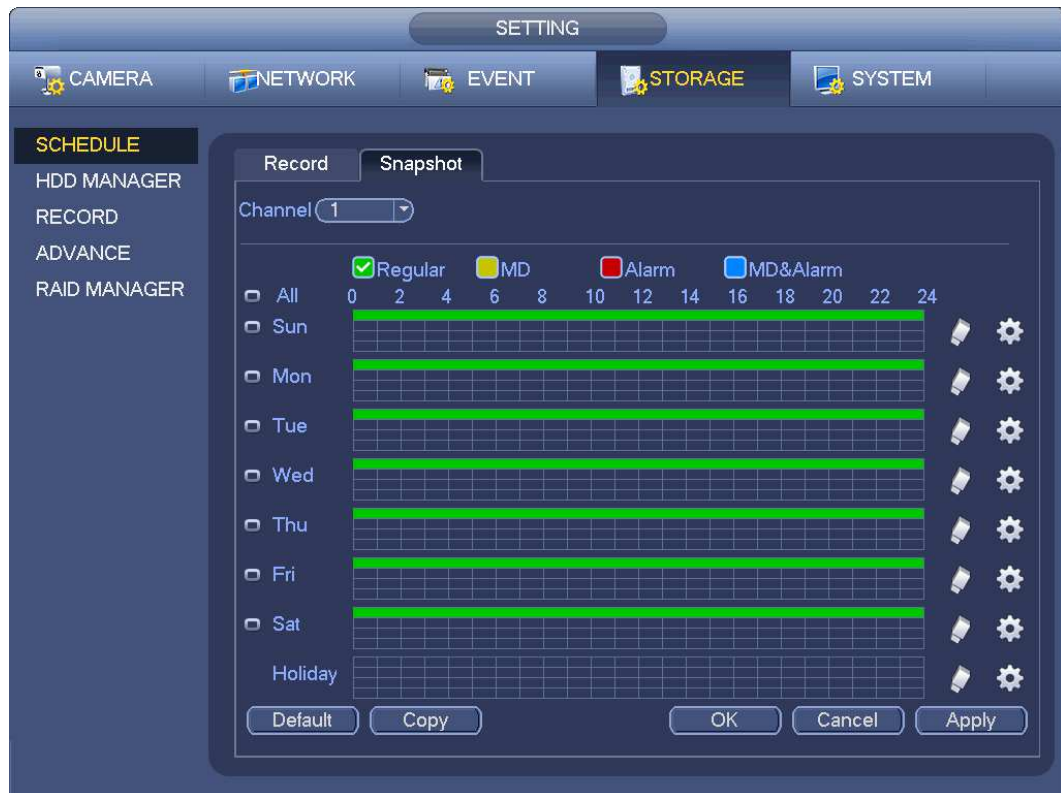 SETTING
CAMERA NETWORK EVENT STORAGE SYSTEM
SCHEDULE
HDD MANAGER
RECORD
ADVANCE
RAID MANAGER
Record Snapshot
Channel 1
Regular MD Alarm MD&Alarm
All 0 2 4 6 8 10 12 14 16 18 20 22 24
Sun
Mon
Tue
Wed
Thu
Fri
Sat
Holiday
Default Copy OK Cancel Apply